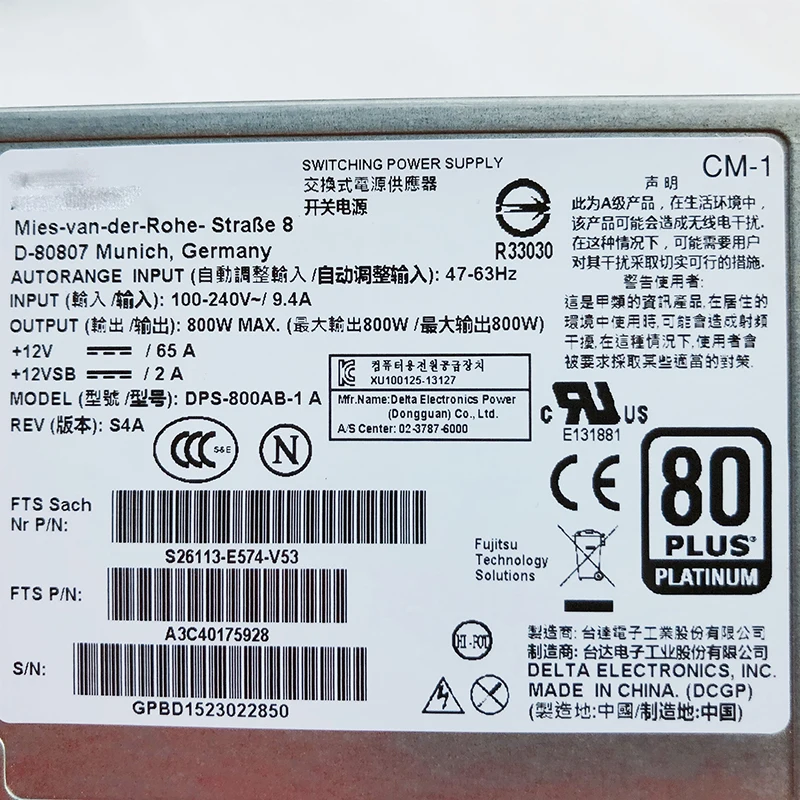 SWITCHING POWER SUPPLY
交換式電源供應器
开关电源
CM-1
Mies-van-der-Rohe- Straße 8
D-80807 Munich, Germany
R33030
AUTORANGE INPUT (自動調整輸入 /自动调整输入): 47-63Hz
INPUT (輸入 /输入): 100-240V~/ 9.4A
OUTPUT (輸出 /输出): 800W MAX. (最大輸出800W /最大输出800W)
+12V / 65 A
+12VSB / 2 A
MODEL (型號 /型号): DPS-800AB-1 A
REV (版本): S4A
声 明
此为A级产品, 在生活环境中,
该产品可能会造成无线电干扰.
在这种情况下, 可能需要用户
对其干扰采取切实可行的措施.
警告使用者:
這是甲類的資訊產品,在居住的
環境中使用時,可能會造成射頻
干擾,在這種情況下,使用者會
被要求採取某些適當的對策.
컴퓨터용전원공급장치
XU100125-13127
Mfr.Name:Delta Electronics Power
(Dongguan) Co., Ltd.
A/S Center: 02-3787-6000
CCC S&E
N
c RU US
E131881
CE
80
PLUS®
PLATINUM
FTS Sach
Nr P/N:
S26113-E574-V53
FTS P/N:
A3C40175928
S/N:
GPBD1523022850
Fujitsu
Technology
Solutions
HI-POT
製造商: 台達電子工業股份有限公司
制造商: 台达电子工业股份有限公司
DELTA ELECTRONICS, INC.
MADE IN CHINA. (DCGP)
(製造地:中國/制造地:中国)